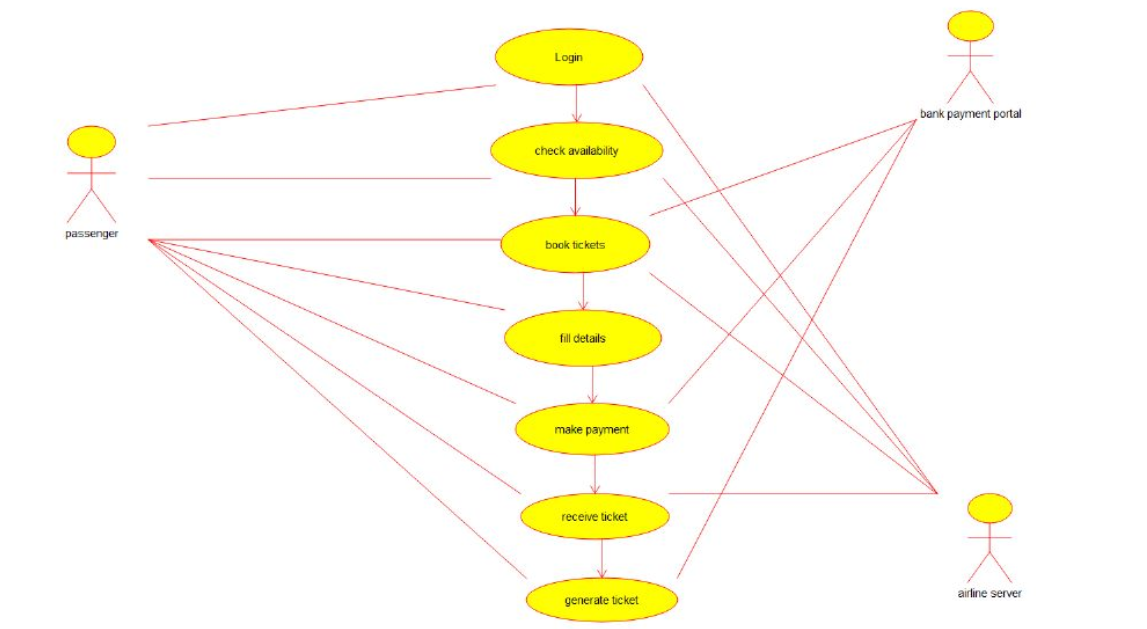 Login
bank payment portal
check availability
passenger
book tickets
fill details
make payment
receive ticket
airline server
generate ticket